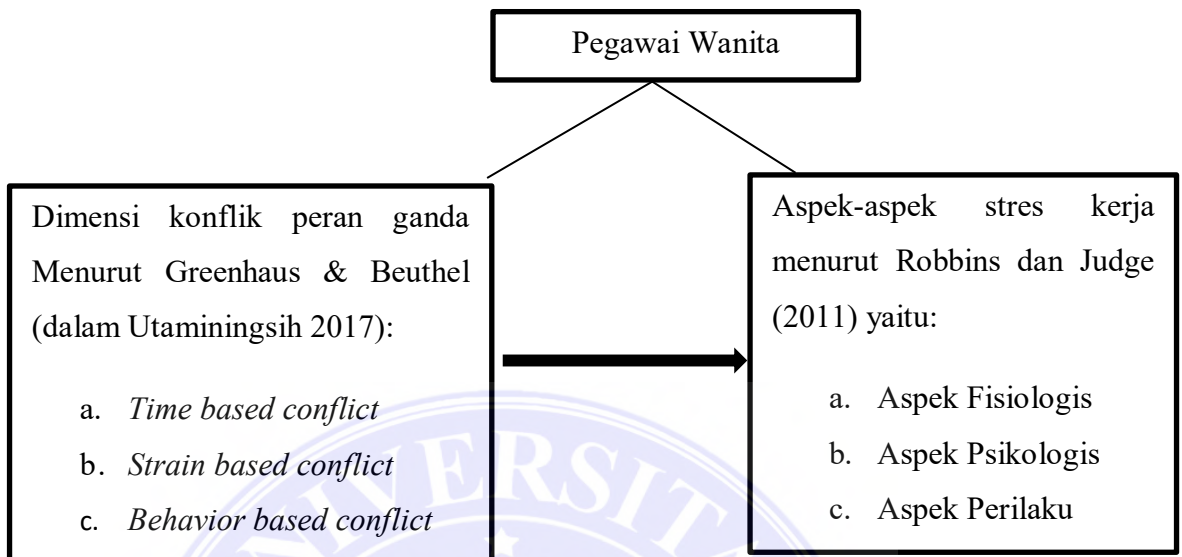 Pegawai Wanita
Dimensi konflik peran ganda
Menurut Greenhaus & Beuthel
(dalam Utaminingsih 2017):
a. Time based conflict
b. Strain based conflict
c. Behavior based conflict
Aspek-aspek stres kerja
menurut Robbins dan Judge
(2011) yaitu:
a. Aspek Fisiologis
b. Aspek Psikologis
c. Aspek Perilaku